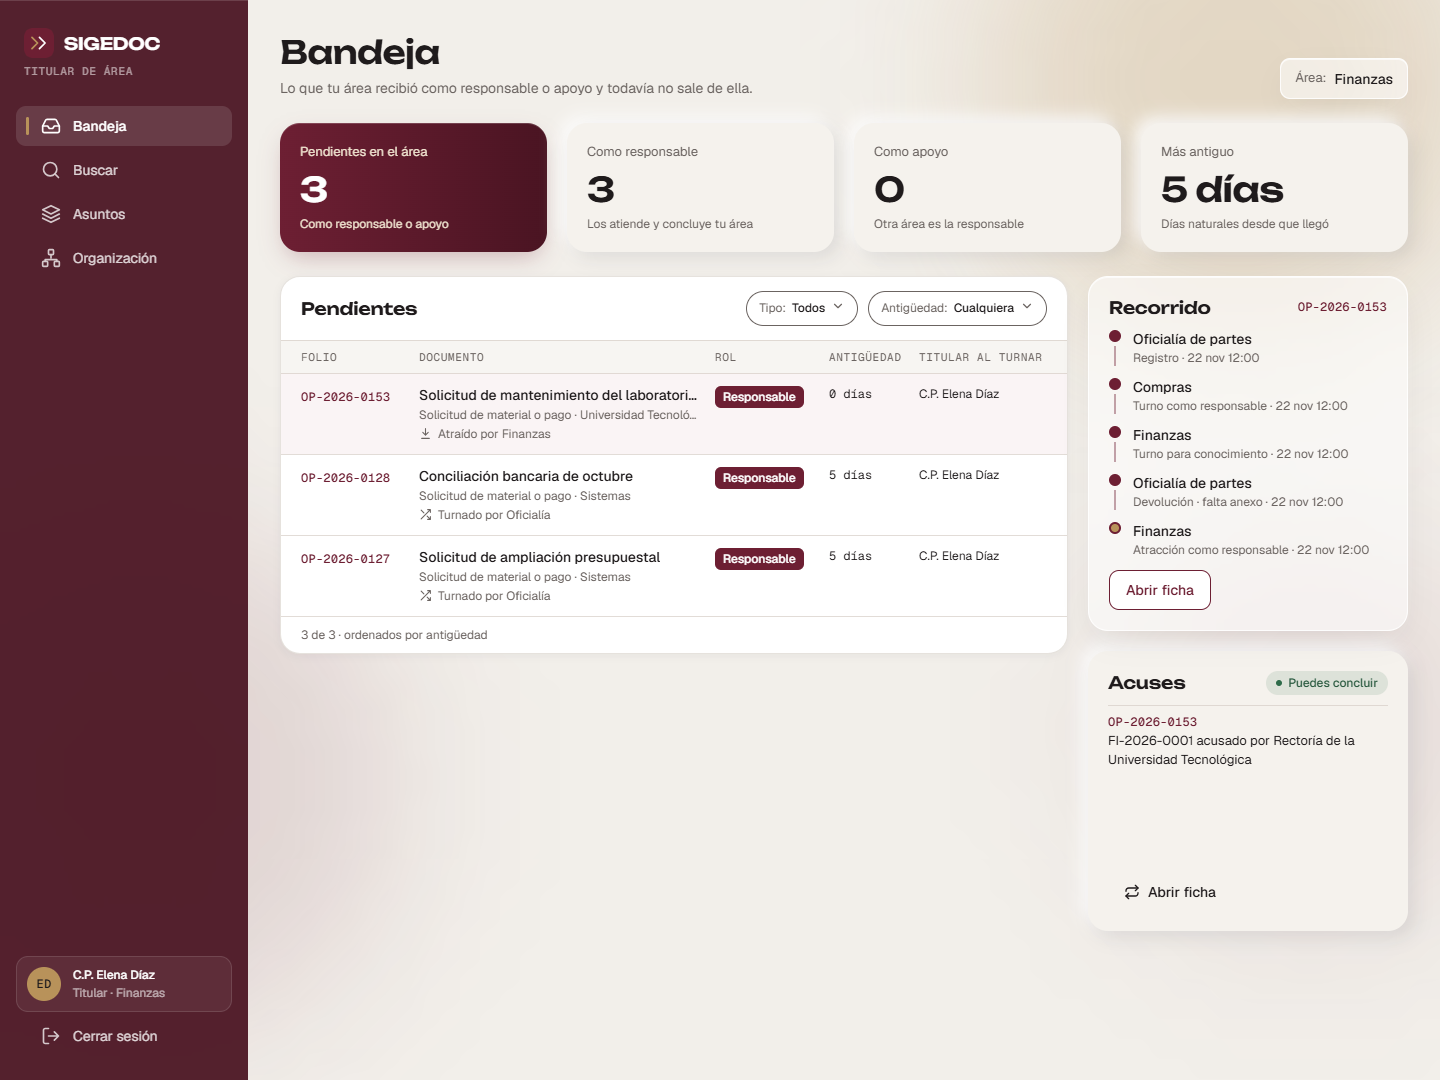 SIGEDOC
TITULAR DE ÁREA
Bandeja
Buscar
Asuntos
Organización
ED
C.P. Elena Díaz
Titular · Finanzas
Cerrar sesión
Bandeja
Lo que tu área recibió como responsable o apoyo y todavía no sale de ella.
Área: Finanzas
Pendientes en el área
3
Como responsable o apoyo
Como responsable
3
Los atiende y concluye tu área
Como apoyo
0
Otra área es la responsable
Más antiguo
5 días
Días naturales desde que llegó
Pendientes
Tipo: Todos
Antigüedad: Cualquiera
FOLIO DOCUMENTO ROL ANTIGÜEDAD TITULAR AL TURNAR
OP-2026-0153 Solicitud de mantenimiento del laboratori... Responsable 0 días C.P. Elena Díaz
Solicitud de material o pago · Universidad Tecnoló...
Atraído por Finanzas
OP-2026-0128 Conciliación bancaria de octubre Responsable 5 días C.P. Elena Díaz
Solicitud de material o pago · Sistemas
Turnado por Oficialía
OP-2026-0127 Solicitud de ampliación presupuestal Responsable 5 días C.P. Elena Díaz
Solicitud de material o pago · Sistemas
Turnado por Oficialía
3 de 3 · ordenados por antigüedad
Recorrido OP-2026-0153
Oficialía de partes
Registro · 22 nov 12:00
Compras
Turno como responsable · 22 nov 12:00
Finanzas
Turno para conocimiento · 22 nov 12:00
Oficialía de partes
Devolución · falta anexo · 22 nov 12:00
Finanzas
Atracción como responsable · 22 nov 12:00
Abrir ficha
Acuses Puedes concluir
OP-2026-0153
FI-2026-0001 acusado por Rectoría de la
Universidad Tecnológica
Abrir ficha